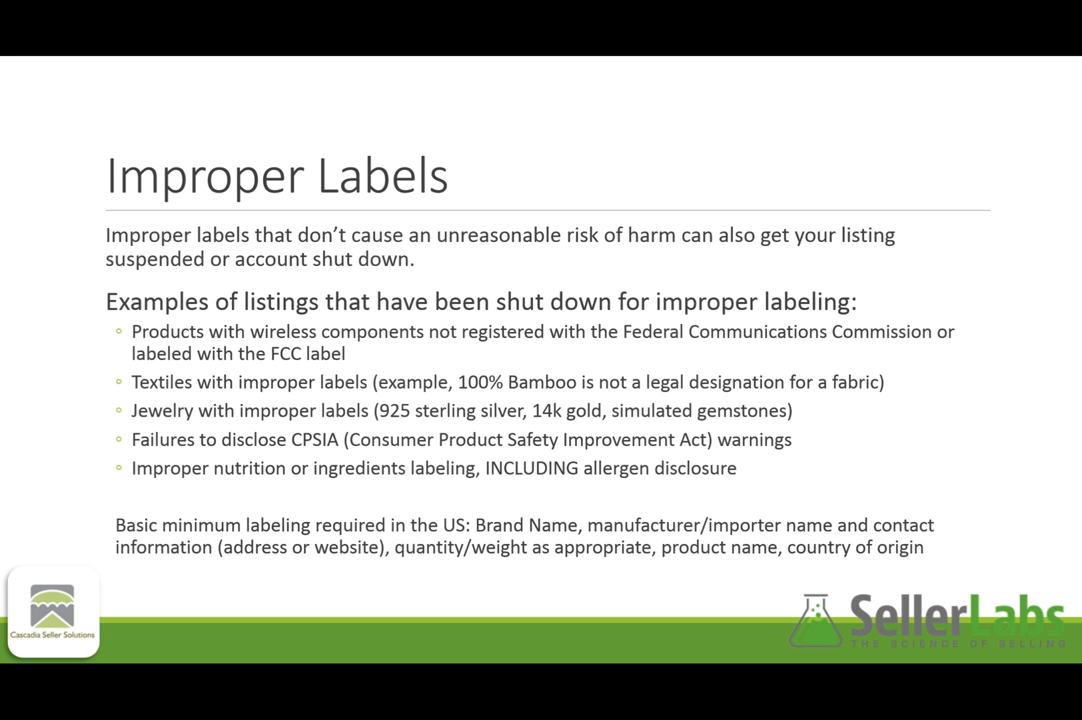 Improper Labels
Improper labels that don’t cause an unreasonable risk of harm can also get your listing
suspended or account shut down.
Examples of listings that have been shut down for improper labeling:
◦ Products with wireless components not registered with the Federal Communications Commission or
labeled with the FCC label
◦ Textiles with improper labels (example, 100% Bamboo is not a legal designation for a fabric)
◦ Jewelry with improper labels (925 sterling silver, 14k gold, simulated gemstones)
◦ Failures to disclose CPSIA (Consumer Product Safety Improvement Act) warnings
◦ Improper nutrition or ingredients labeling, INCLUDING allergen disclosure
Basic minimum labeling required in the US: Brand Name, manufacturer/importer name and contact
information (address or website), quantity/weight as appropriate, product name, country of origin
Cascadia Seller Solutions
SellerLabs
THE SCIENCE OF SELLING